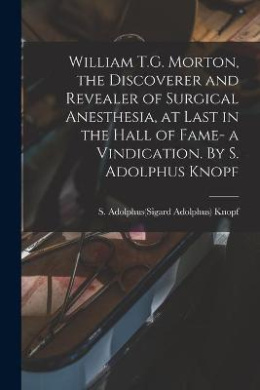 William T.G. Morton,
the Discoverer and
Revealer of Surgical
Anesthesia, at Last
in the Hall of Fame- a
Vindication. By S.
Adolphus Knopf
S. Adolphus(Sigard Adolphus) Knopf